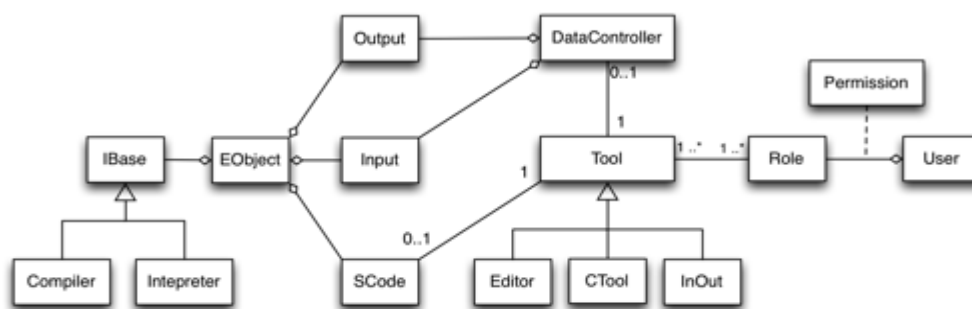 Output
DataController
0..1
Permission
1
IBase
EObject
Input
Tool
1 ..*
1 ..*
Role
User
1
0..1
Compiler
Intepreter
SCode
Editor
CTool
InOut